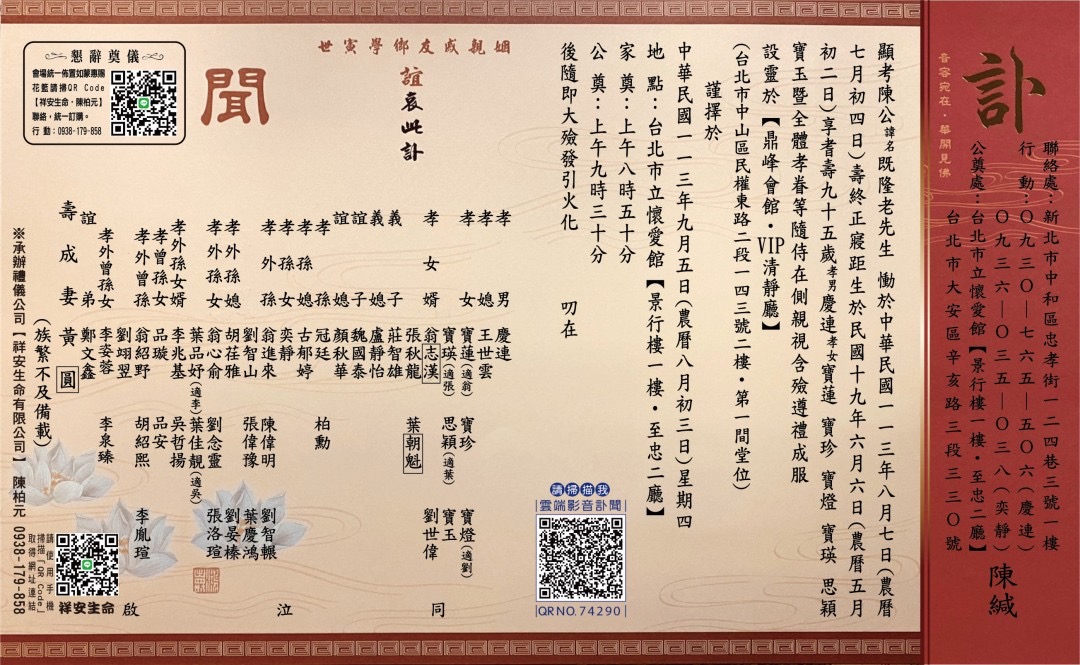 訃
聯絡處：新北市中和區忠孝街一二四巷三號一樓
行動：〇九三〇—七六五—五〇六(慶連)
〇九三六—〇三五—〇三八(奕靜)
公奠處：台北市立懷愛館【景行樓一樓・至忠二廳】
台北市大安區辛亥路三段三三〇號
陳緘
音容宛在・華開見佛
顯考陳公諱名既隆老先生 慟於中華民國一一三年八月七日(農曆
七月初四日)壽終正寢距生於民國十九年六月六日(農曆五月
初二日)享耆壽九十五歲孝男慶連孝女寶蓮 寶珍 寶燈 寶瑛 思穎
寶玉暨全體孝眷等隨侍在側親視含殮遵禮成服
設靈於【鼎峰會館・VIP清靜廳】
(台北市中山區民權東路二段一四三號二樓・第一間堂位)
謹擇於
中華民國一一三年九月五日(農曆八月初三日)星期四
地點：台北市立懷愛館【景行樓一樓・至忠二廳】
家奠：上午八時五十分
公奠：上午九時三十分
後隨即大殮發引火化 叨在
請掃描我
雲端影音訃聞
QRNO.74290
姻親戚友鄉學寅世
誼哀此訃
聞
孝男 慶連
孝媳 王世雲
孝女 寶蓮(適翁) 寶珍 寶燈(適劉)
寶瑛(適張) 思穎(適葉) 寶玉
孝女婿 翁志漢 葉朝魁 劉世偉
張秋龍
義子 莊智雄
義媳 盧靜怡
誼子 魏國泰
誼媳 顏秋華
孝孫 冠廷 柏勳
孝孫媳 古郁婷
孝孫女 奕靜
孝外孫 翁進來 陳偉明 劉智輾
劉智山 張偉豫 葉慶鴻
孝外孫媳 胡荏雅 劉晏榛
孝外孫女 翁心俞 劉念靈 張洛瑄
葉品妤(適李) 葉佳靚(適吳)
孝外孫女婿 李兆基 吳哲揚
孝曾孫女 品璇 品安
孝外曾孫 翁紹野 胡紹熙 李胤瑄
劉翊翌
孝外曾孫女 李姿蓉 李泉臻
誼弟 鄭文鑫
壽成妻 黃圓
同泣啟
(族繁不及備載)
懇辭奠儀
會場統一佈置如蒙惠賜
花籃請掃QR Code
【祥安生命・陳柏元】
聯絡，統一訂購。
行動：0938-179-858
※承辦禮儀公司【祥安生命有限公司】陳柏元 0938-179-858
請使用手機
掃描「QR Code」
取得網址連結
祥安生命